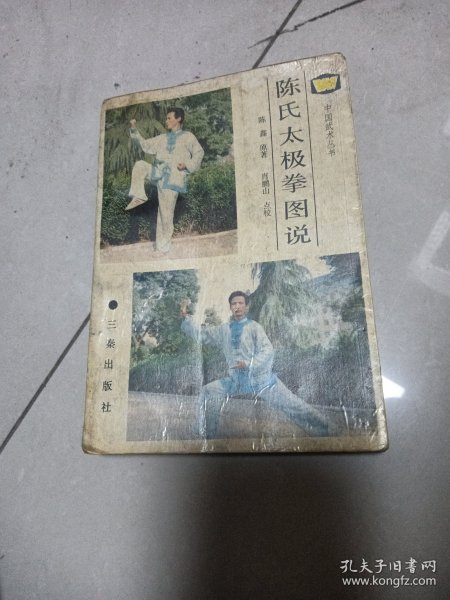 中国武术丛书
陈氏太极拳图说
陈鑫 原著 肖鹏山 点校
三秦出版社
孔夫子旧书网
www.kongfz.com